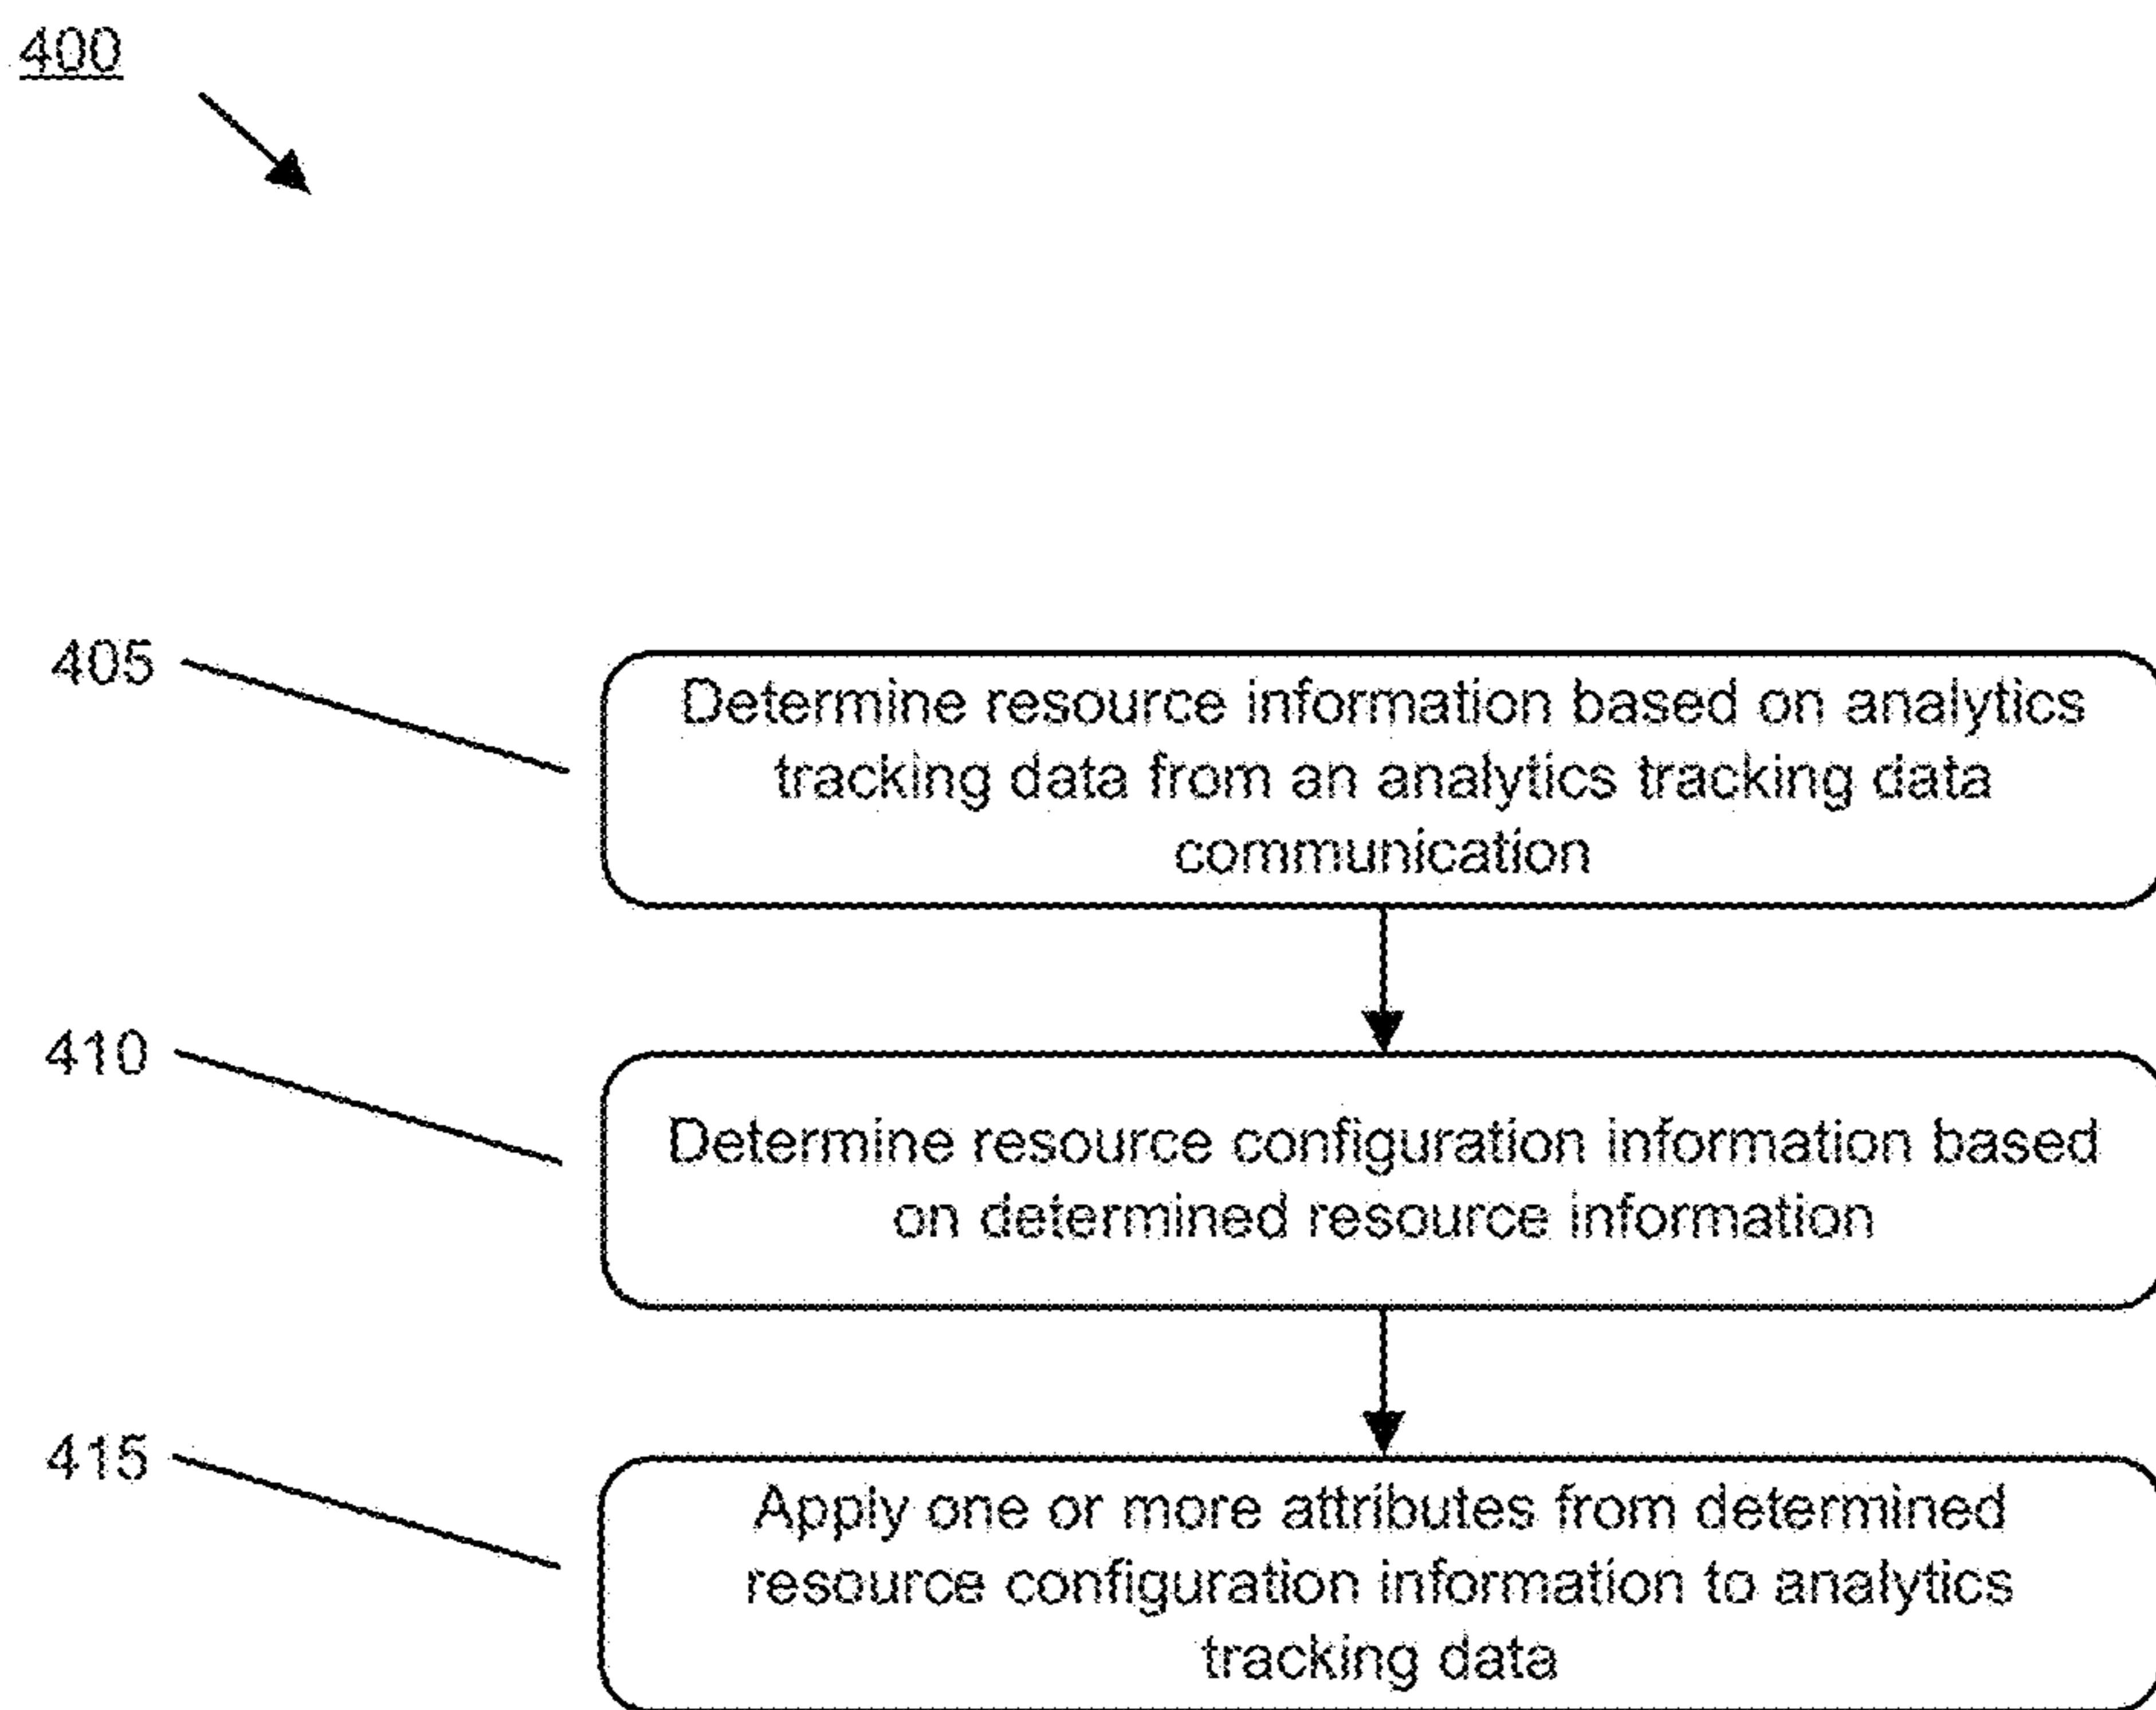 400
405
Determine resource information based on analytics
tracking data from an analytics tracking data
communication
410
Determine resource configuration information based
on determined resource information
415
Apply one or more attributes from determined
resource configuration information to analytics
tracking data